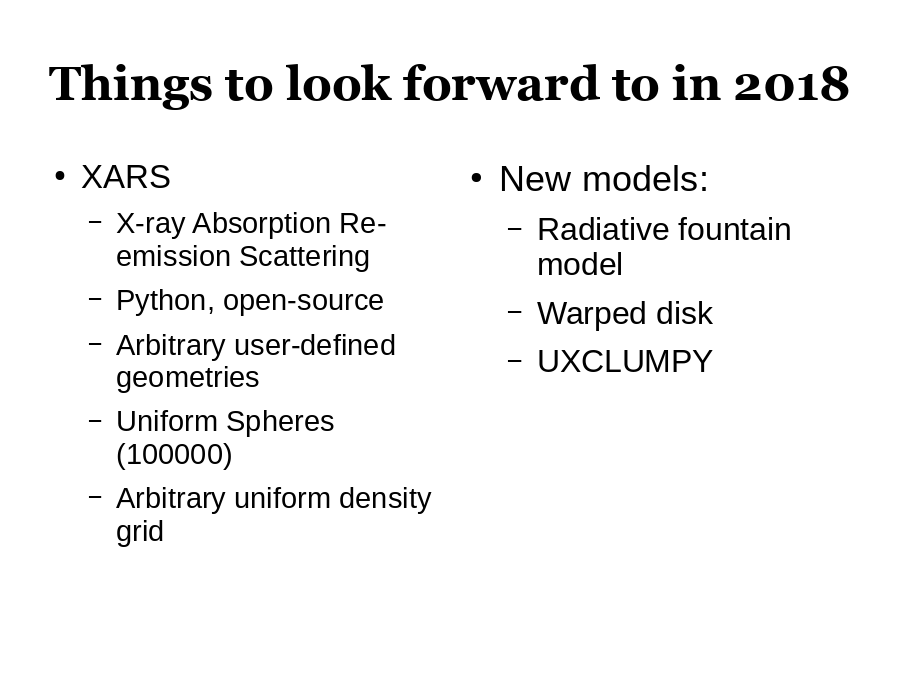 Things to look forward to in 2018
• XARS
– X-ray Absorption Re-
emission Scattering
– Python, open-source
– Arbitrary user-defined
geometries
– Uniform Spheres
(100000)
– Arbitrary uniform density
grid
• New models:
– Radiative fountain
model
– Warped disk
– UXCLUMPY